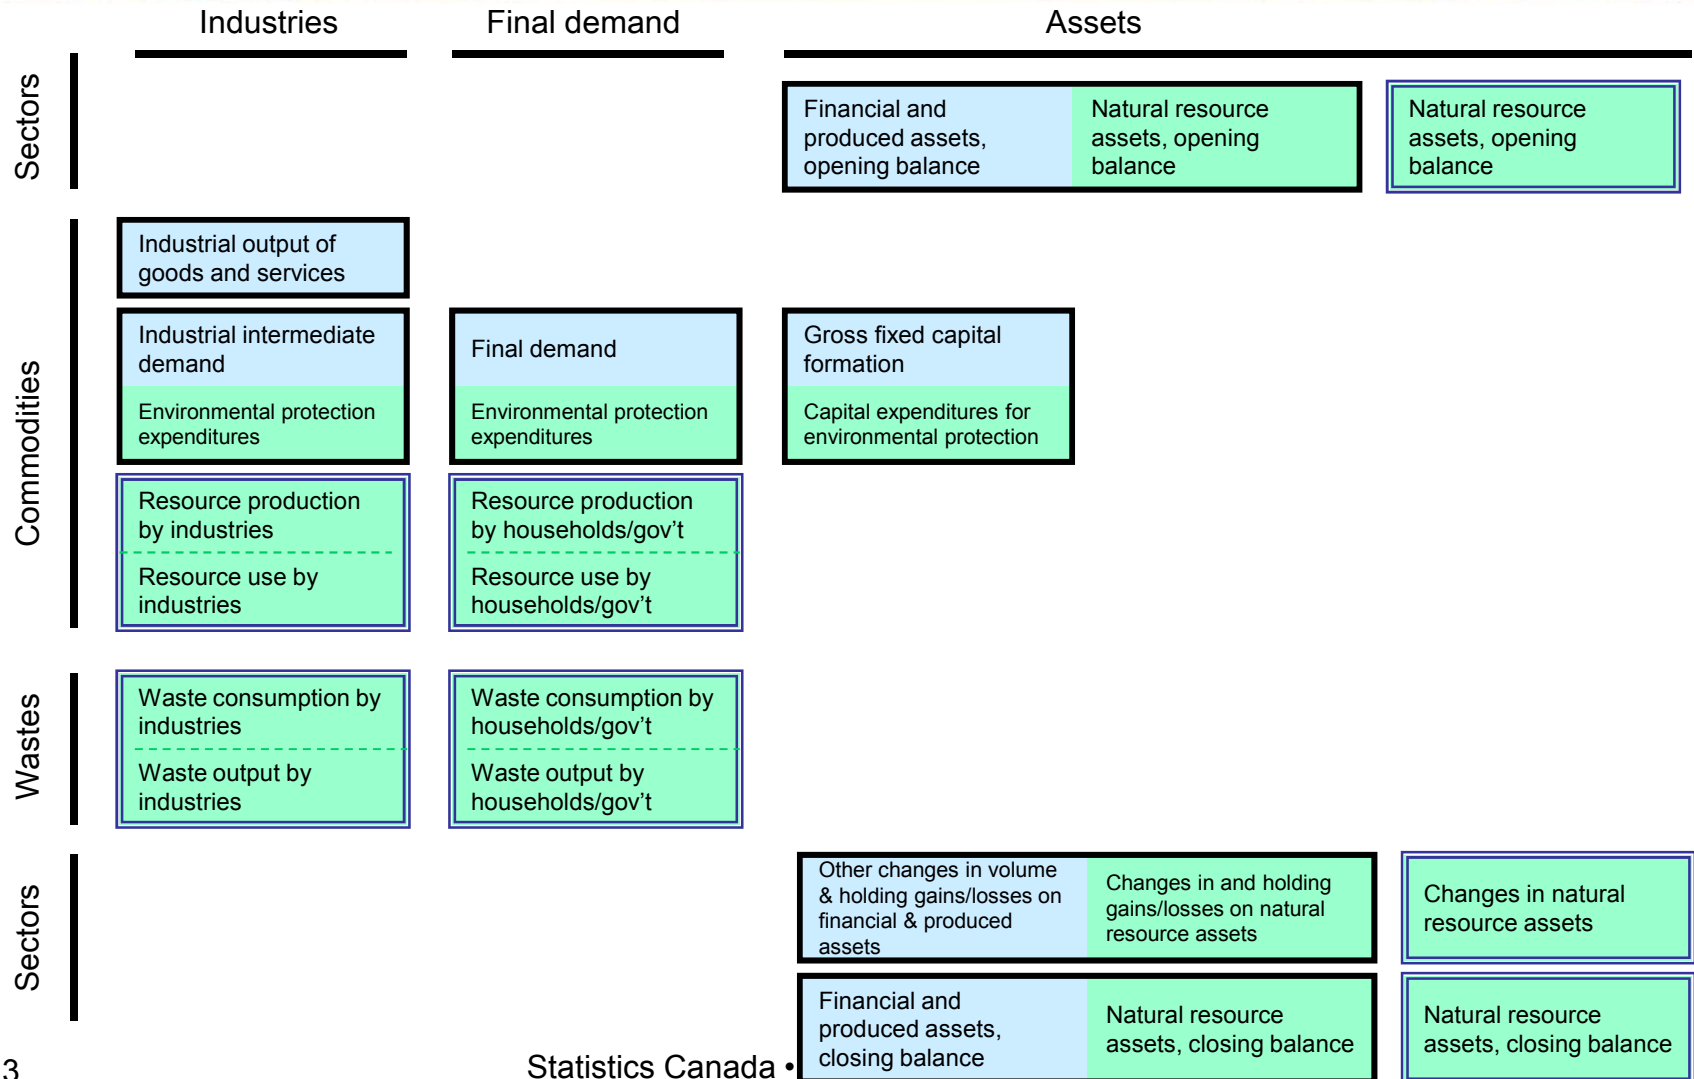 Industries
Final demand
Assets
Sectors
Financial and
produced assets,
opening balance
Natural resource
assets, opening
balance
Natural resource
assets, opening
balance
Commodities
Industrial output of
goods and services
Industrial intermediate
demand
Environmental protection
expenditures
Final demand
Environmental protection
expenditures
Gross fixed capital
formation
Capital expenditures for
environmental protection
Resource production
by industries
Resource use by
industries
Resource production
by households/gov’t
Resource use by
households/gov’t
Wastes
Waste consumption by
industries
Waste output by
industries
Waste consumption by
households/gov’t
Waste output by
households/gov’t
Sectors
Other changes in volume
& holding gains/losses on
financial & produced
assets
Changes in and holding
gains/losses on natural
resource assets
Changes in natural
resource assets
Financial and
produced assets,
closing balance
Natural resource
assets, closing balance
Natural resource
assets, closing balance
3
Statistics Canada •